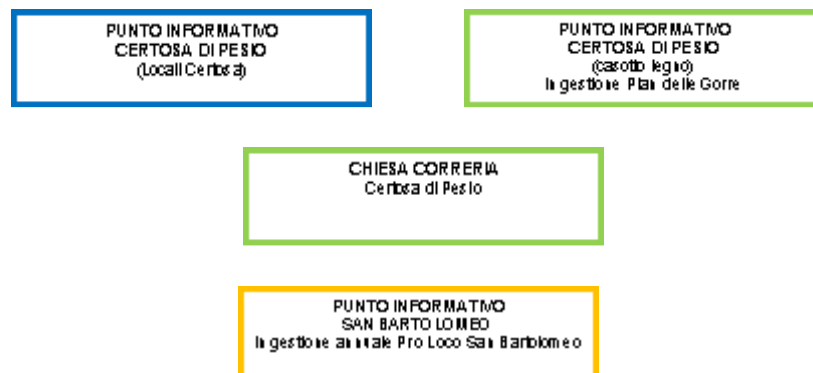 PUNTO INFORMATIVO
CERTOSA DI PESIO
(Locali Certosa)
PUNTO INFORMATIVO
CERTOSA DI PESIO
(casotto legno)
In gestione Pian delle Gorre
CHIESA CORRERIA
Certosa di Pesio
PUNTO INFORMATIVO
SAN BARTOLOMEO
In gestione annuale Pro Loco San Bartolomeo